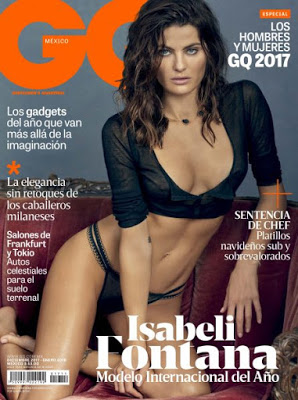 GQ
MÉXICO
ESPECIAL
LOS
HOMBRES
Y MUJERES
GQ 2017
Los gadgets
del año que van
más allá de la
imaginación
*
La elegancia
sin retoques de
los caballeros
milaneses
Salones de
Frankfurt
y Tokio
Autos
celestiales
para el
suelo
terrenal
+
SENTENCIA
DE CHEF
Platillos
navideños sub y
sobrevalorados
Isabeli
Fontana
Modelo Internacional del Año